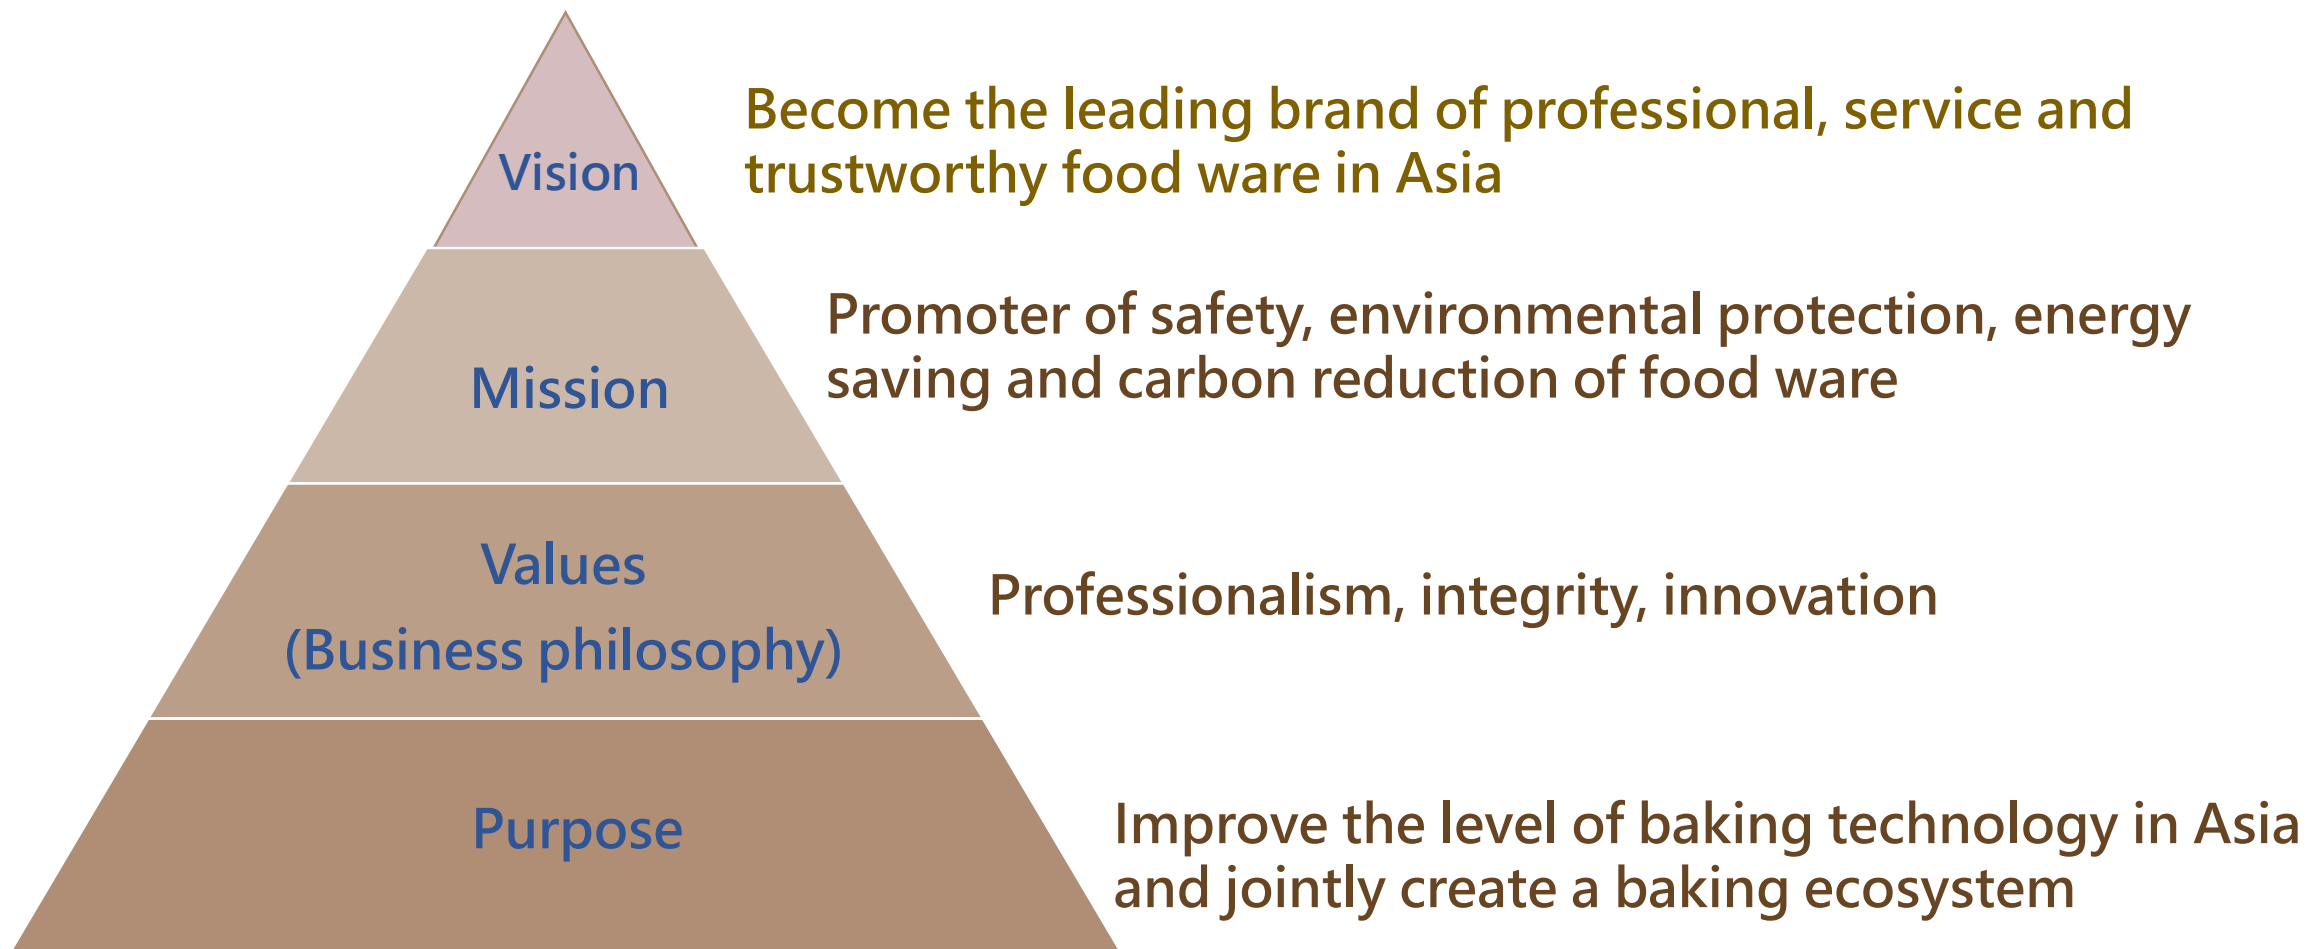 Vision
Become the leading brand of professional, service and
trustworthy food ware in Asia
Mission
Promoter of safety, environmental protection, energy
saving and carbon reduction of food ware
Values
(Business philosophy)
Professionalism, integrity, innovation
Purpose
Improve the level of baking technology in Asia
and jointly create a baking ecosystem